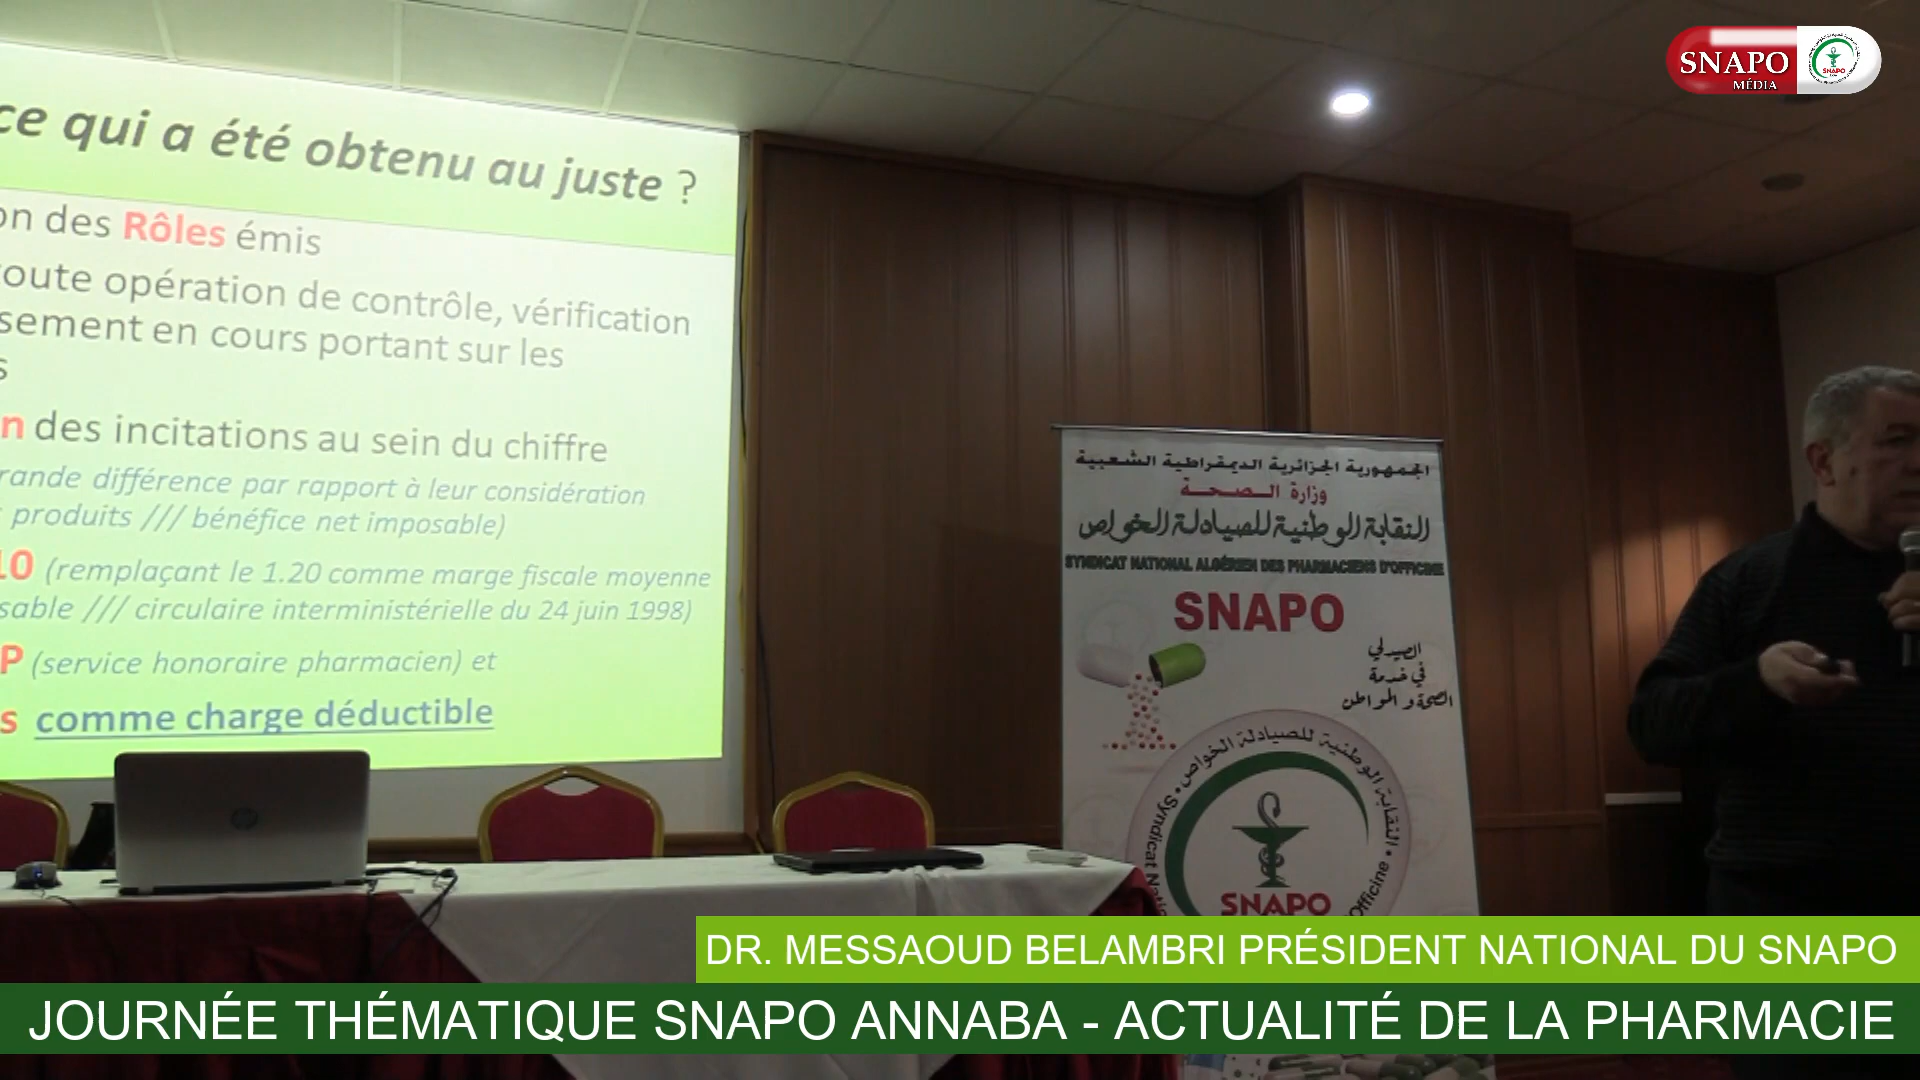 SNAPO
MÉDIA
ce qui a été obtenu au juste ?
on des Rôles émis
toute opération de contrôle, vérification
sement en cours portant sur les
s
n des incitations au sein du chiffre
rande différence par rapport à leur considération
produits /// bénéfice net imposable)
10 (remplaçant le 1.20 comme marge fiscale moyenne
sable /// circulaire interministérielle du 24 juin 1998)
P (service honoraire pharmacien) et
s comme charge déductible
الجمهورية الجزائرية الديمقراطية الشعبية
وزارة الصحة
النقابة الوطنية للصيادلة الخواص
SYNDICAT NATIONAL ALGÉRIEN DES PHARMACIENS D'OFFICINE
SNAPO
الصيدلي
في خدمة
الصحة و المواطن
النقابة الوطنية للصيادلة الخواص
Syndicat Natio
Officine
SNAPO
DR. MESSAOUD BELAMBRI PRÉSIDENT NATIONAL DU SNAPO
JOURNÉE THÉMATIQUE SNAPO ANNABA - ACTUALITÉ DE LA PHARMACIE